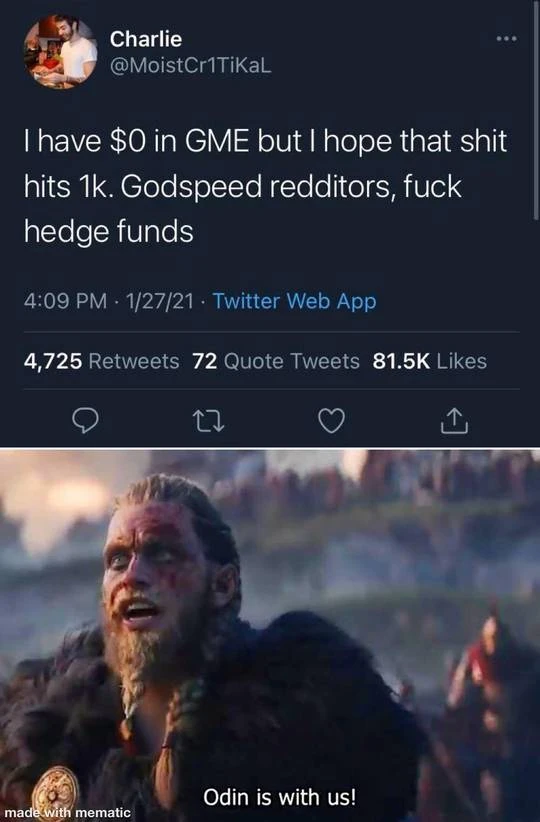 Charlie
@MoistCr1TiKaL
I have $0 in GME but I hope that shit
hits 1k. Godspeed redditors, fuck
hedge funds
4:09 PM · 1/27/21 · Twitter Web App
4,725 Retweets 72 Quote Tweets 81.5K Likes
Odin is with us!
made with mematic